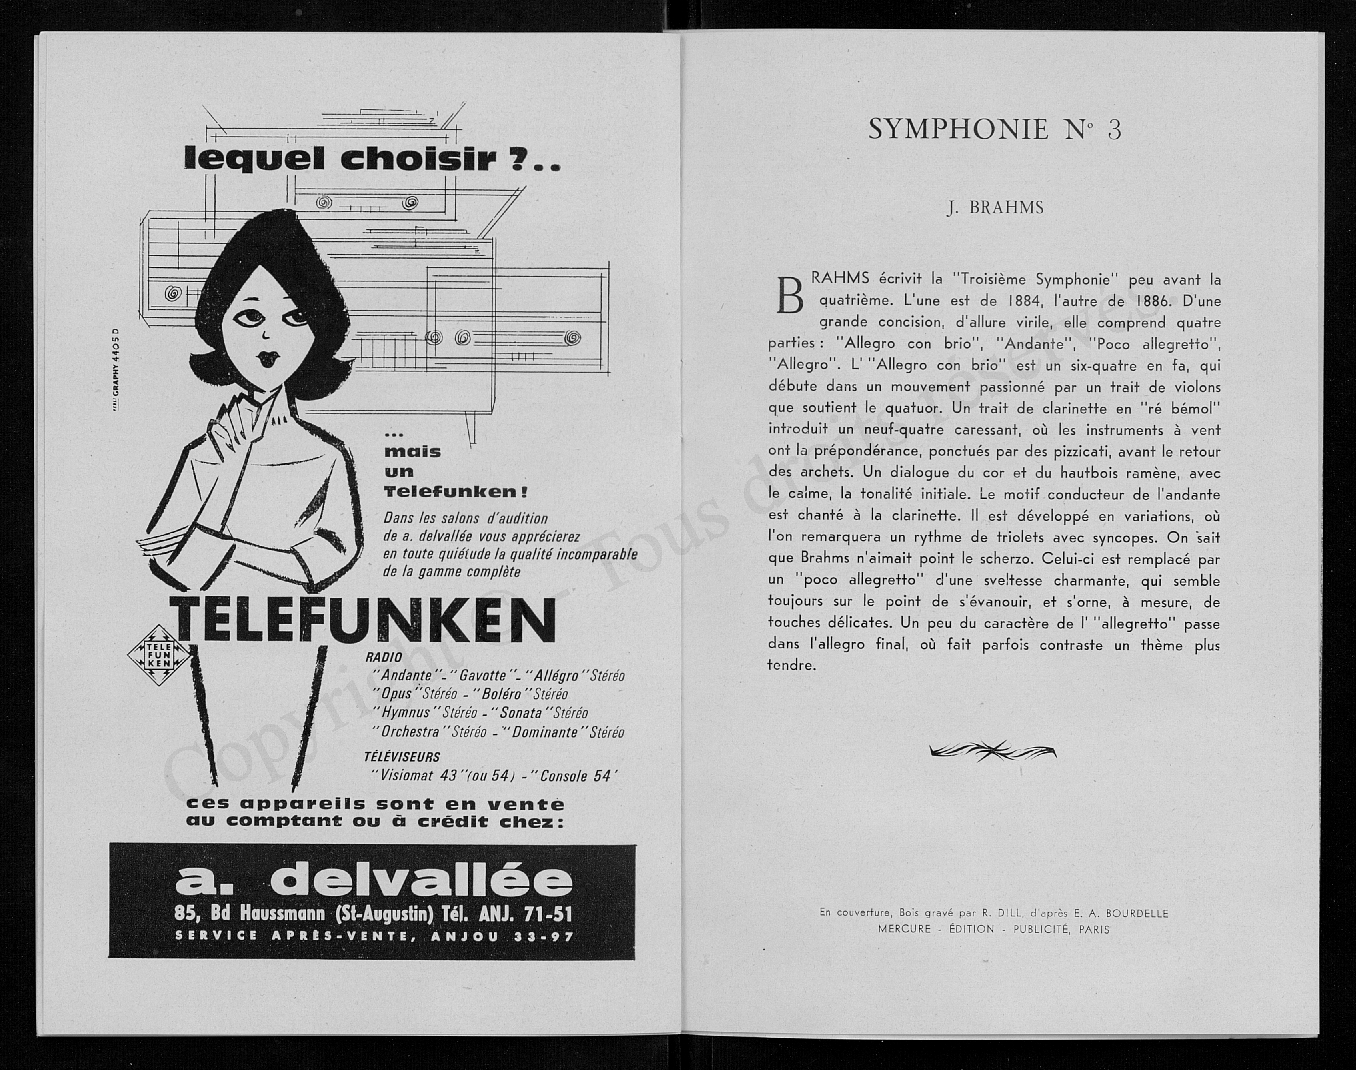 lequel choisir ?..
GRAPHY 4405 D
...
mais
un
Telefunken !
Dans les salons d'audition
de a. delvallée vous apprécierez
en toute quiétude la qualité incomparable
de la gamme complète
TELEFUNKEN
TELE
FUN
KEN
RADIO
"Andante" - "Gavotte" - "Allégro" Stéréo
"Opus" Stéréo - "Boléro" Stéréo
"Hymnus" Stéréo - "Sonata" Stéréo
"Orchestra" Stéréo - "Dominante" Stéréo
TÉLÉVISEURS
"Visiomat 43" (ou 54) - "Console 54'
ces appareils sont en vente
au comptant ou à crédit chez :
a. delvallée
85, Bd Haussmann (St-Augustin) Tél. ANJ. 71-51
SERVICE APRÈS-VENTE, ANJOU 33-97
SYMPHONIE N° 3
J. BRAHMS
BRAHMS écrivit la "Troisième Symphonie" peu avant la
quatrième. L'une est de 1884, l'autre de 1886. D'une
grande concision, d'allure virile, elle comprend quatre
parties : "Allegro con brio", "Andante", "Poco allegretto",
"Allegro". L' "Allegro con brio" est un six-quatre en fa, qui
débute dans un mouvement passionné par un trait de violons
que soutient le quatuor. Un trait de clarinette en "ré bémol"
introduit un neuf-quatre caressant, où les instruments à vent
ont la prépondérance, ponctués par des pizzicati, avant le retour
des archets. Un dialogue du cor et du hautbois ramène, avec
le calme, la tonalité initiale. Le motif conducteur de l'andante
est chanté à la clarinette. Il est développé en variations, où
l'on remarquera un rythme de triolets avec syncopes. On sait
que Brahms n'aimait point le scherzo. Celui-ci est remplacé par
un "poco allegretto" d'une sveltesse charmante, qui semble
toujours sur le point de s'évanouir, et s'orne, à mesure, de
touches délicates. Un peu du caractère de l' "allegretto" passe
dans l'allegro final, où fait parfois contraste un thème plus
tendre.
En couverture, Bois gravé par R. DILL, d'après E. A. BOURDELLE
MERCURE - ÉDITION - PUBLICITÉ, PARIS
Copyright © - Tous droits réservés